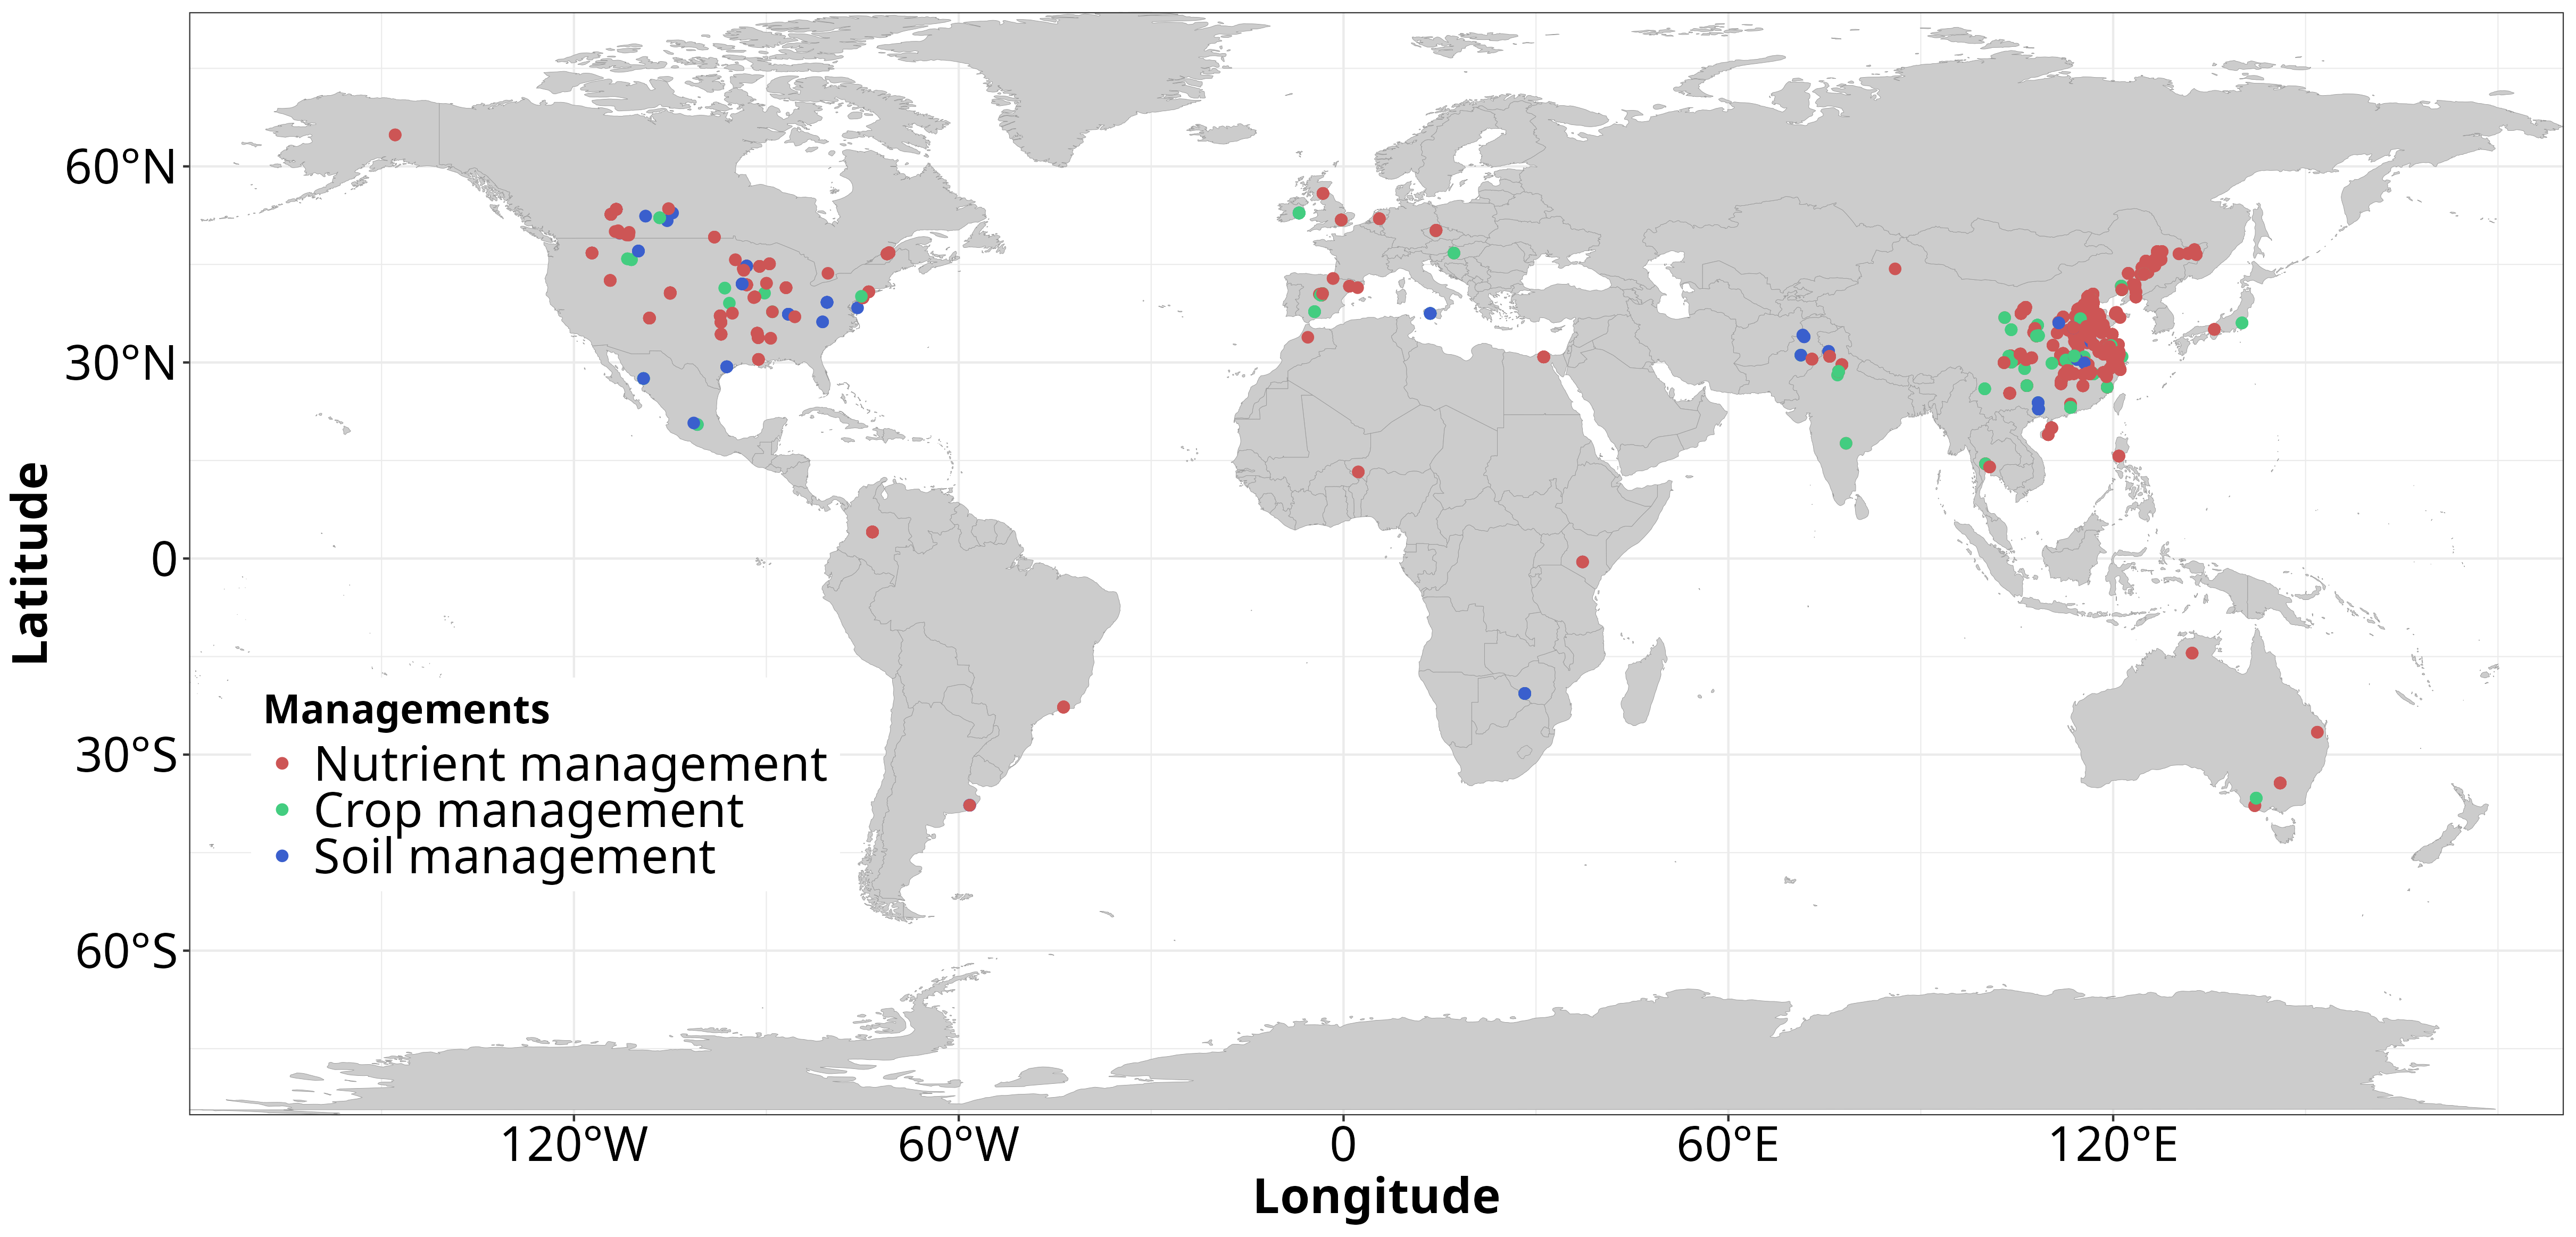 60°N
30°N
0
30°S
60°S
Latitude
Managements
Nutrient management
Crop management
Soil management
120°W
60°W
0
60°E
120°E
Longitude